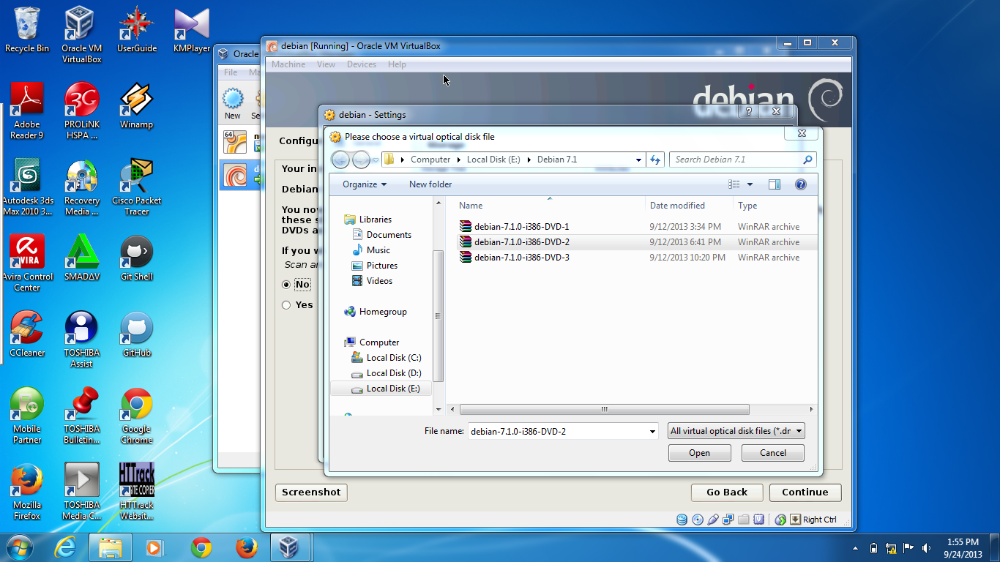 Recycle Bin
Oracle VM
VirtualBox
UserGuide
KMPlayer
Adobe
Reader 9
PROLiNK
HSPA ...
Winamp
Autodesk 3ds
Max 2010 3...
Recovery
Media ...
Cisco Packet
Tracer
Avira Control
Center
SMADΔV
Git Shell
CCleaner
TOSHIBA
Assist
GitHub
Mobile
Partner
TOSHIBA
Bulletin...
Google
Chrome
Mozilla
Firefox
TOSHIBA
Media C...
HTTrack
Websit...
Oracle
File
New
64
debian [Running] - Oracle VM VirtualBox
Machine View Devices Help
debian
Configu
Your in
Debian
You no
these s
DVDs a
If you w
Scan a
No
Yes
debian - Settings
Please choose a virtual optical disk file
Computer Local Disk (E:) Debian 7.1
Search Debian 7.1
Organize New folder
Libraries
Documents
Music
Pictures
Videos
Homegroup
Computer
Local Disk (C:)
Local Disk (D:)
Local Disk (E:)
Name Date modified Type
debian-7.1.0-i386-DVD-1 9/12/2013 3:34 PM WinRAR archive
debian-7.1.0-i386-DVD-2 9/12/2013 6:41 PM WinRAR archive
debian-7.1.0-i386-DVD-3 9/12/2013 10:20 PM WinRAR archive
File name: debian-7.1.0-i386-DVD-2 All virtual optical disk files (*.dr
Open Cancel
Screenshot Go Back Continue
Right Ctrl
1:55 PM
9/24/2013